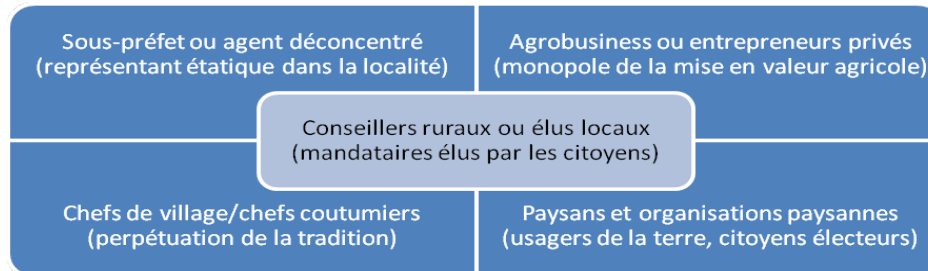 Sous-préfet ou agent déconcentré
(représentant étatique dans la localité)
Agrobusiness ou entrepreneurs privés
(monopole de la mise en valeur agricole)
Conseillers ruraux ou élus locaux
(mandataires élus par les citoyens)
Chefs de village/chefs coutumiers
(perpétuation de la tradition)
Paysans et organisations paysannes
(usagers de la terre, citoyens électeurs)